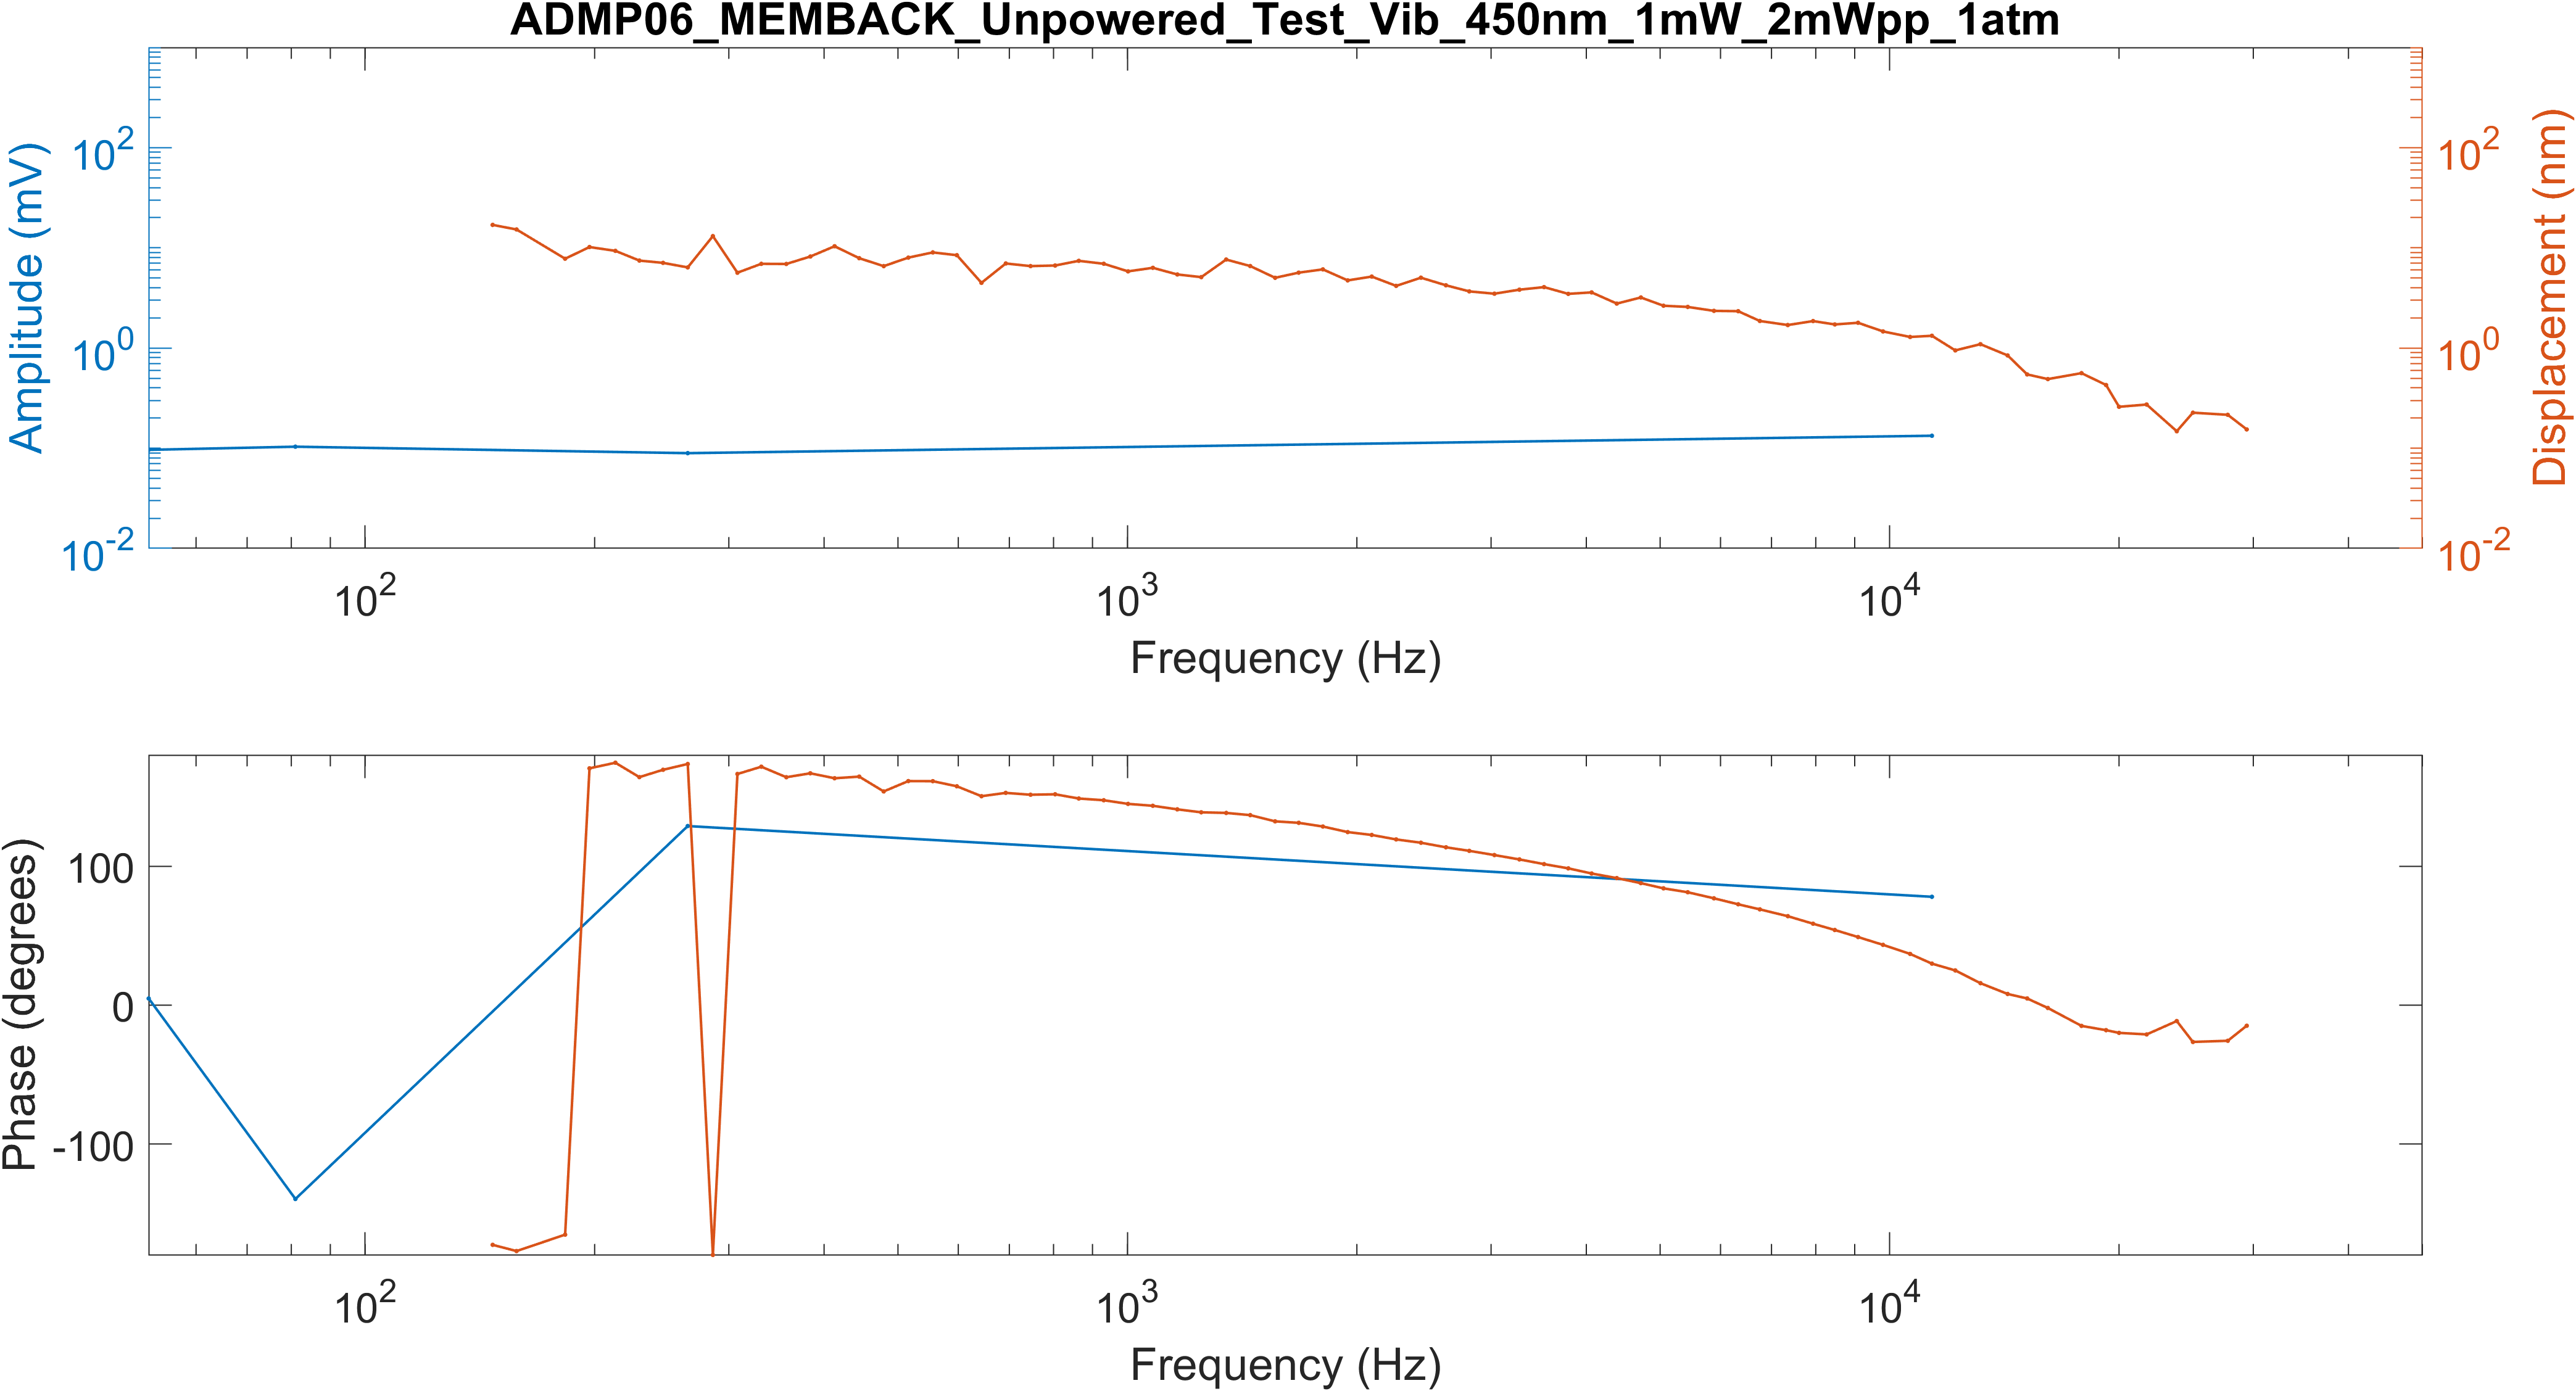 ADMP06_MEMBACK_Unpowered_Test_Vib_450nm_1mW_2mWpp_1atm
Amplitude (mV)
10^2
10^0
10^-2
Displacement (nm)
10^2
10^0
10^-2
10^2
10^3
10^4
Frequency (Hz)
Phase (degrees)
100
0
-100
10^2
10^3
10^4
Frequency (Hz)